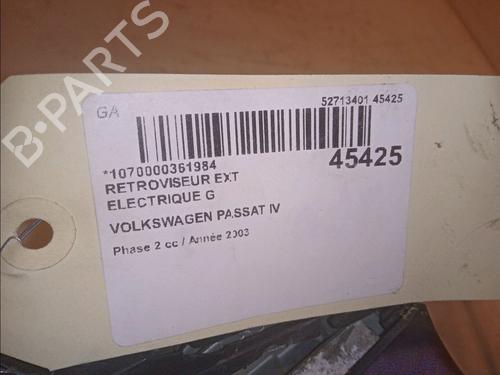 GA
52713401 45425
*1070000361984
45425
RETROVISEUR EXT
ELECTRIQUE G
VOLKSWAGEN PASSAT IV
Phase 2 cc / Année 2003
B-PARTS